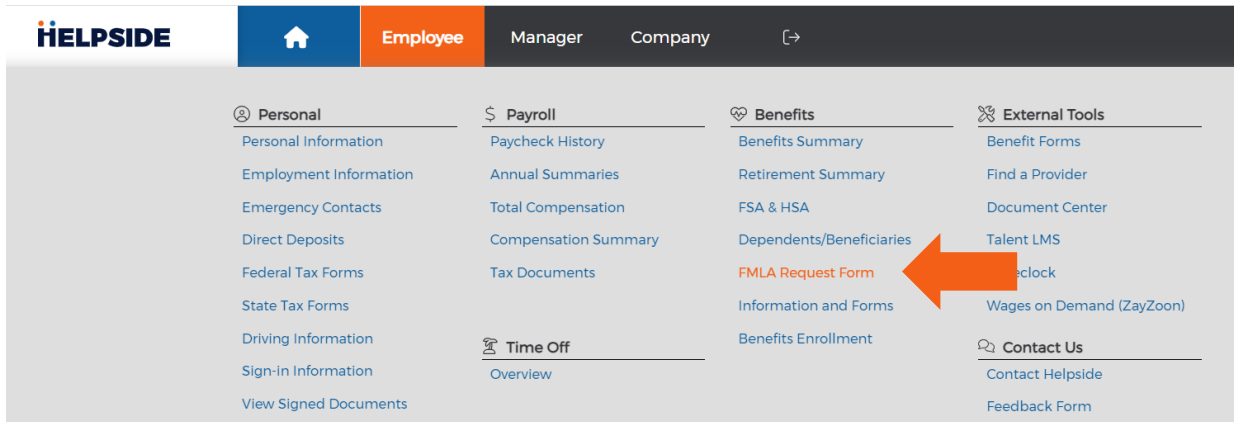 HELPSIDE
Employee
Manager
Company
Personal
Personal Information
Employment Information
Emergency Contacts
Direct Deposits
Federal Tax Forms
State Tax Forms
Driving Information
Sign-in Information
View Signed Documents
$ Payroll
Paycheck History
Annual Summaries
Total Compensation
Compensation Summary
Tax Documents
Time Off
Overview
Benefits
Benefits Summary
Retirement Summary
FSA & HSA
Dependents/Beneficiaries
FMLA Request Form
Information and Forms
Benefits Enrollment
External Tools
Benefit Forms
Find a Provider
Document Center
Talent LMS
Wages on Demand (ZayZoon)
Contact Us
Contact Helpside
Feedback Form